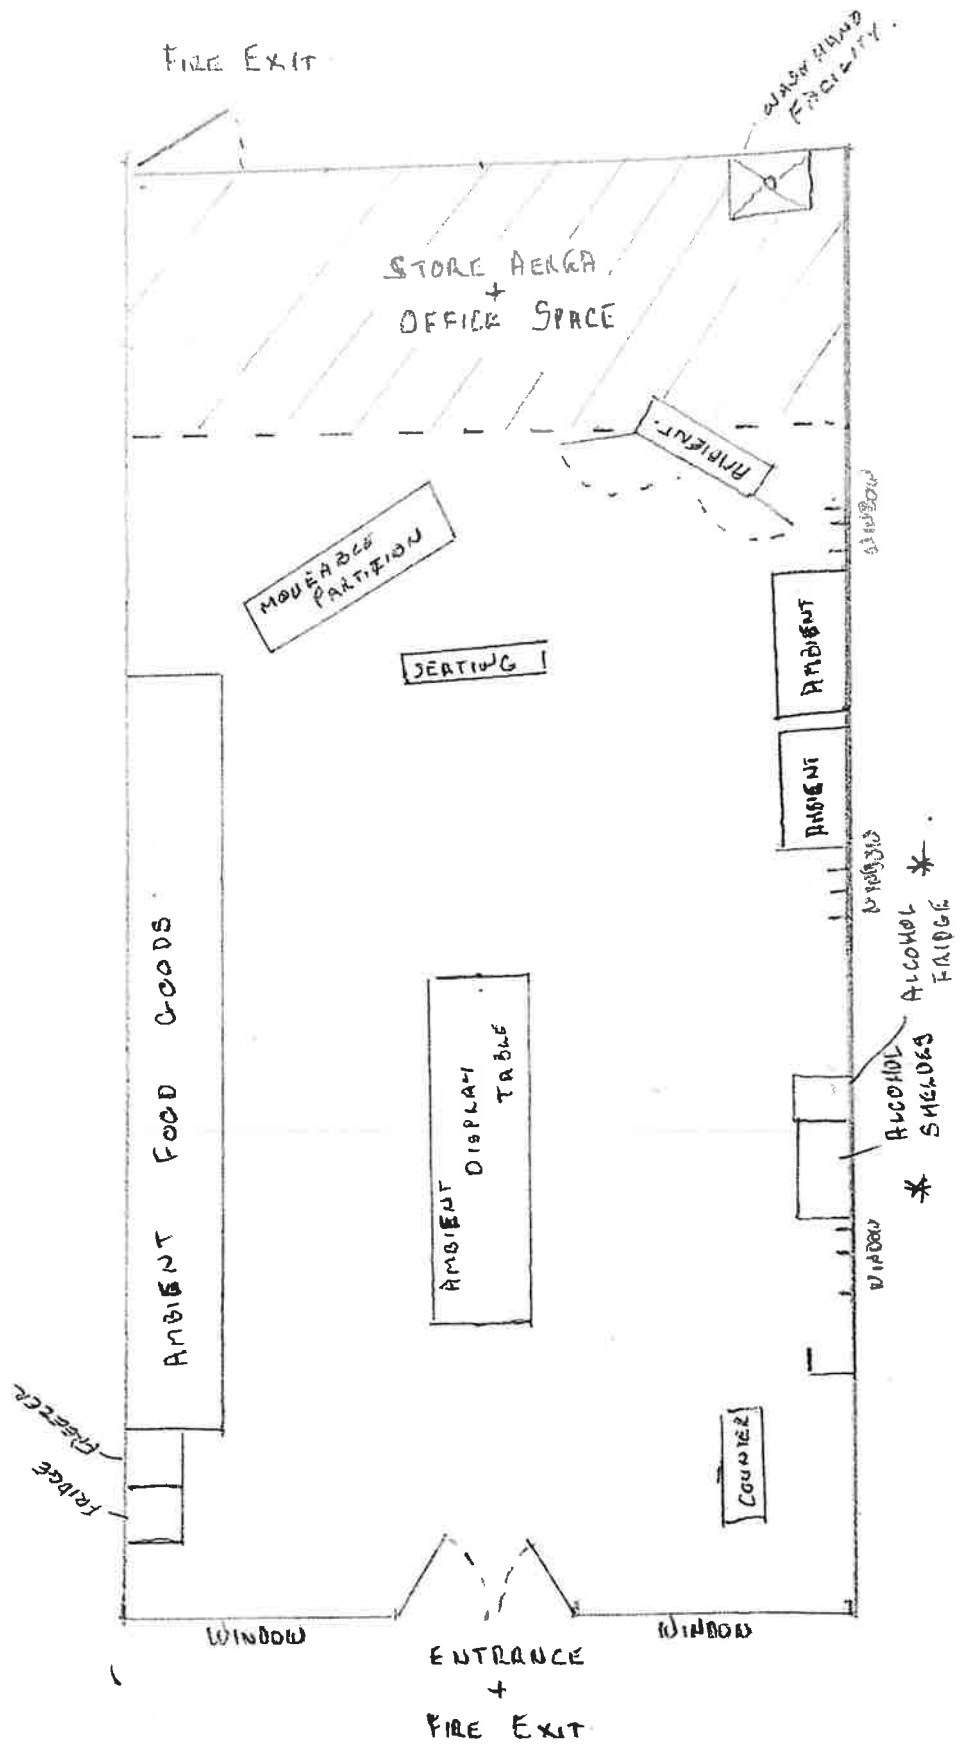 FIRE EXIT
WASH HAND
FACILITY.
STORE AERGA.
+
OFFICE SPACE
AMBIENT.
WINDOW
MOVEABLE
PARTITION
SEATING
AMBIENT
AMBIENT
WINDOW
ALCOHOL
FRIDGE *
ALCOHOL
SHELVES
*
AMBIENT FOOD GOODS
AMBIENT
DISPLAY
TABLE
WINDOW
FREEZER
FRIDGE
COUNTER
WINDOW
WINDOW
ENTRANCE
+
FIRE EXIT